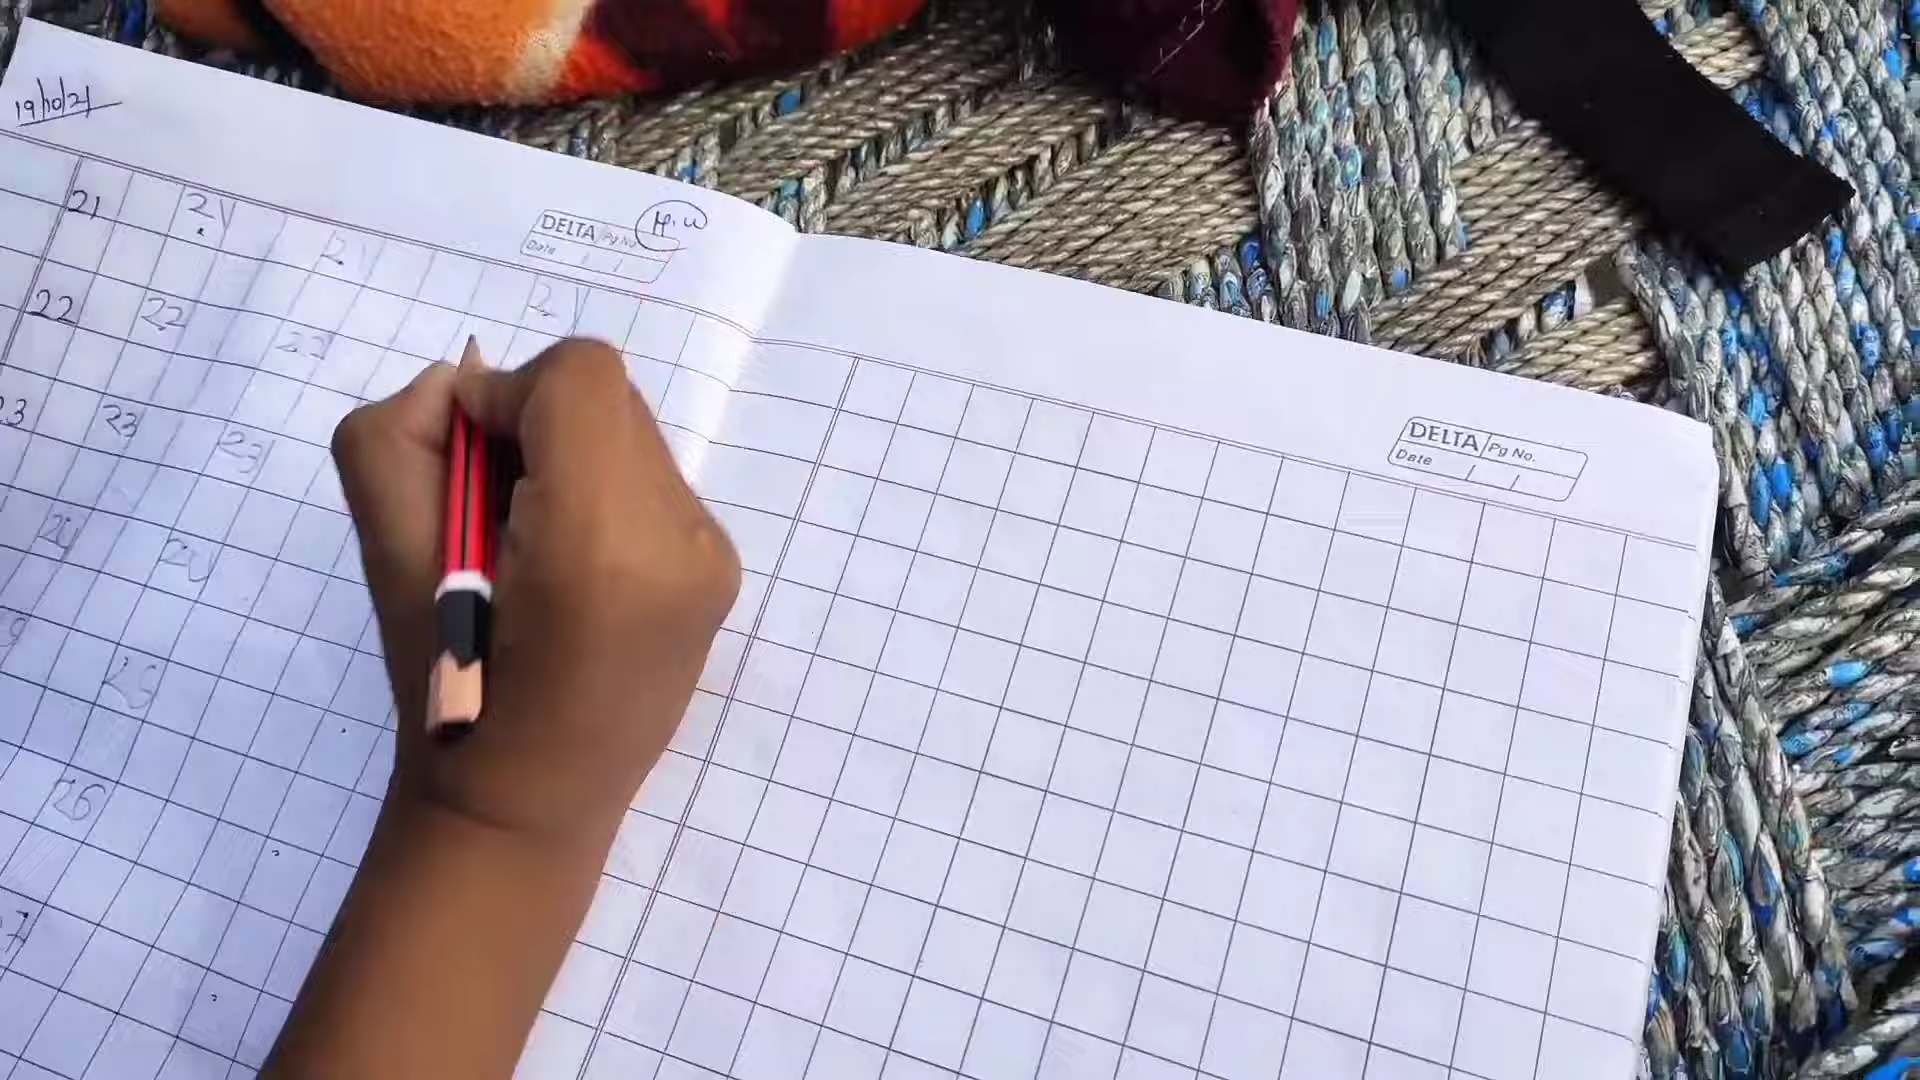 19/10/21
DELTA Pg No. H.W
Date / /
21 21 21 21
22 22 22
23 23 23
24 24
25
26
DELTA Pg No.
Date / /